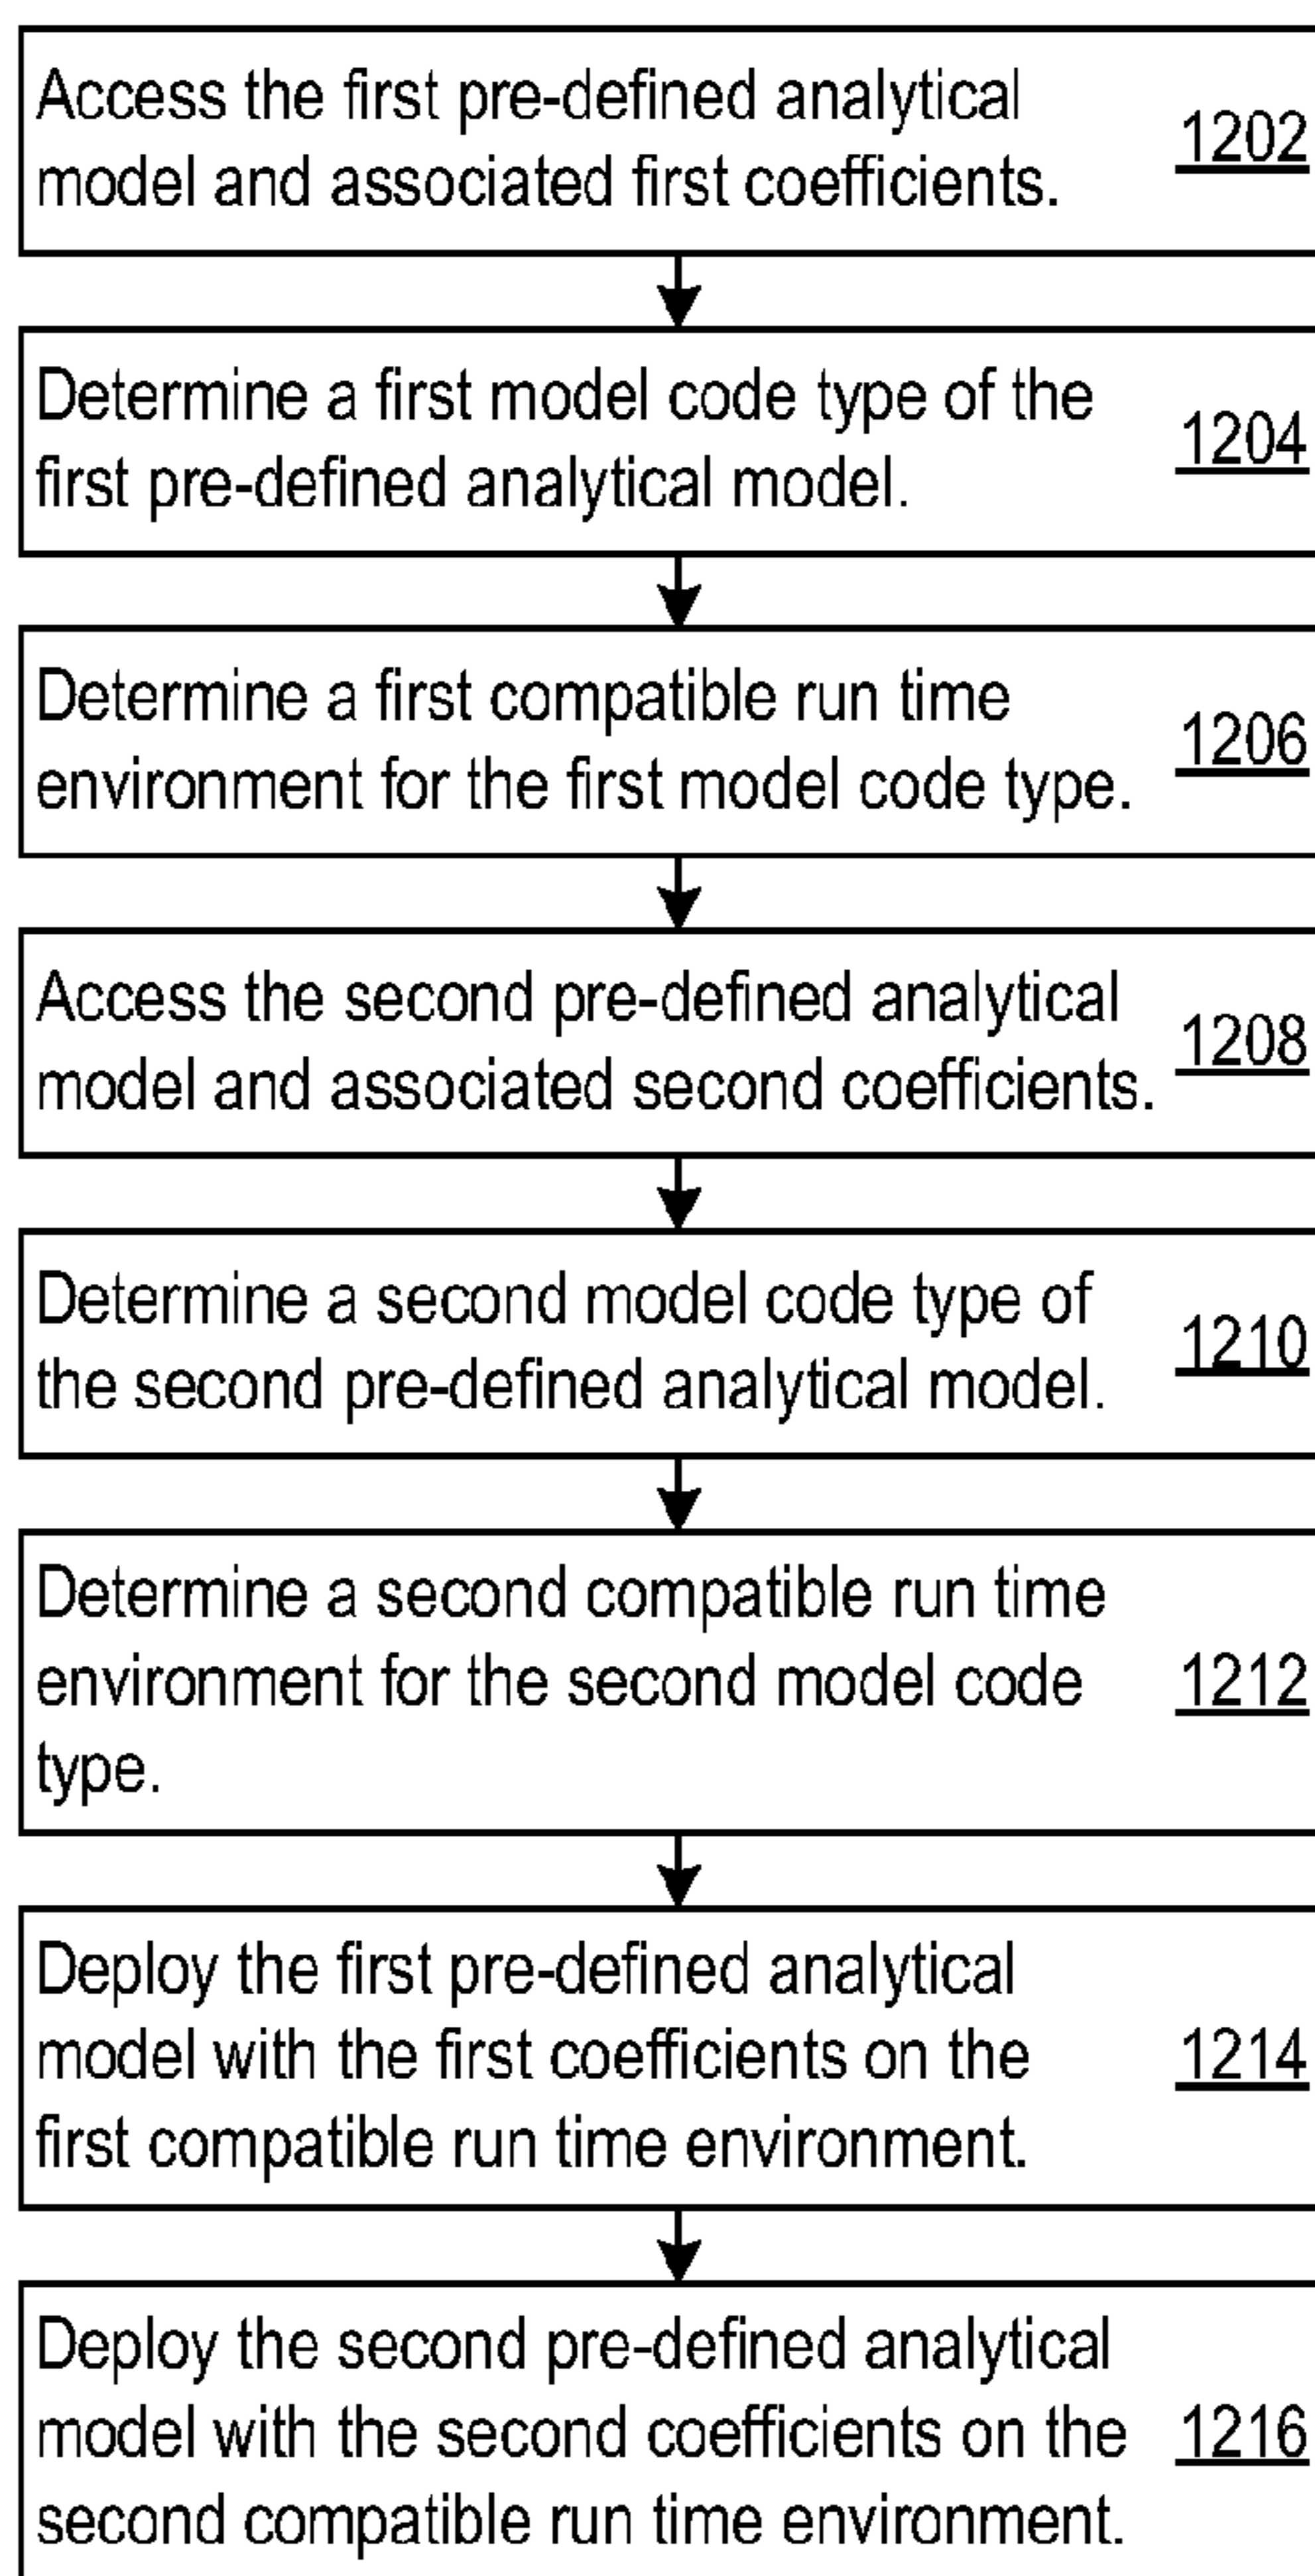 Access the first pre-defined analytical
model and associated first coefficients.
1202
Determine a first model code type of the
first pre-defined analytical model.
1204
Determine a first compatible run time
environment for the first model code type.
1206
Access the second pre-defined analytical
model and associated second coefficients.
1208
Determine a second model code type of
the second pre-defined analytical model.
1210
Determine a second compatible run time
environment for the second model code
type.
1212
Deploy the first pre-defined analytical
model with the first coefficients on the
first compatible run time environment.
1214
Deploy the second pre-defined analytical
model with the second coefficients on the
second compatible run time environment.
1216